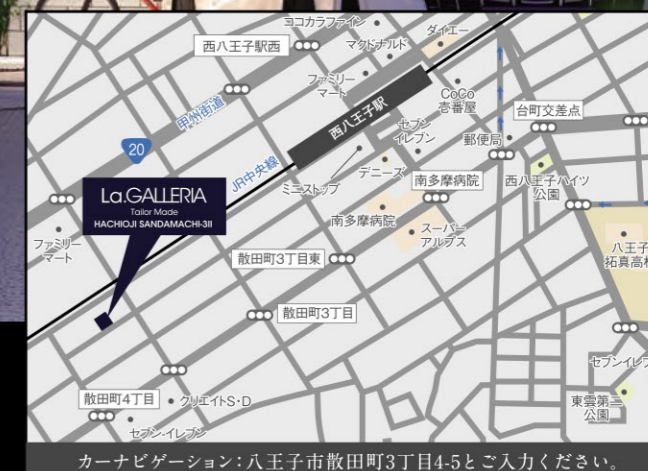 ココカラファイン
ダイエー
西八王子駅西
マクドナルド
ファミリー
マート
CoCo
壱番屋
甲州街道
西八王子駅
台町交差点
セブン
イレブン
郵便局
20
JR中央線
デニーズ
ミニストップ
南多摩病院
西八王子ハイツ
公園
La.GALLERIA
Tailor Made
HACHIOJI SANDAMACHI-3II
南多摩病院
スーパー
アルプス
八王子
拓真高校
ファミリー
マート
散田町3丁目東
散田町3丁目
セブンイレブ
散田町4丁目
クリエイトS・D
東雲第二
公園
セブン-イレブン
カーナビゲーション:八王子市散田町3丁目4-5とご入力ください。